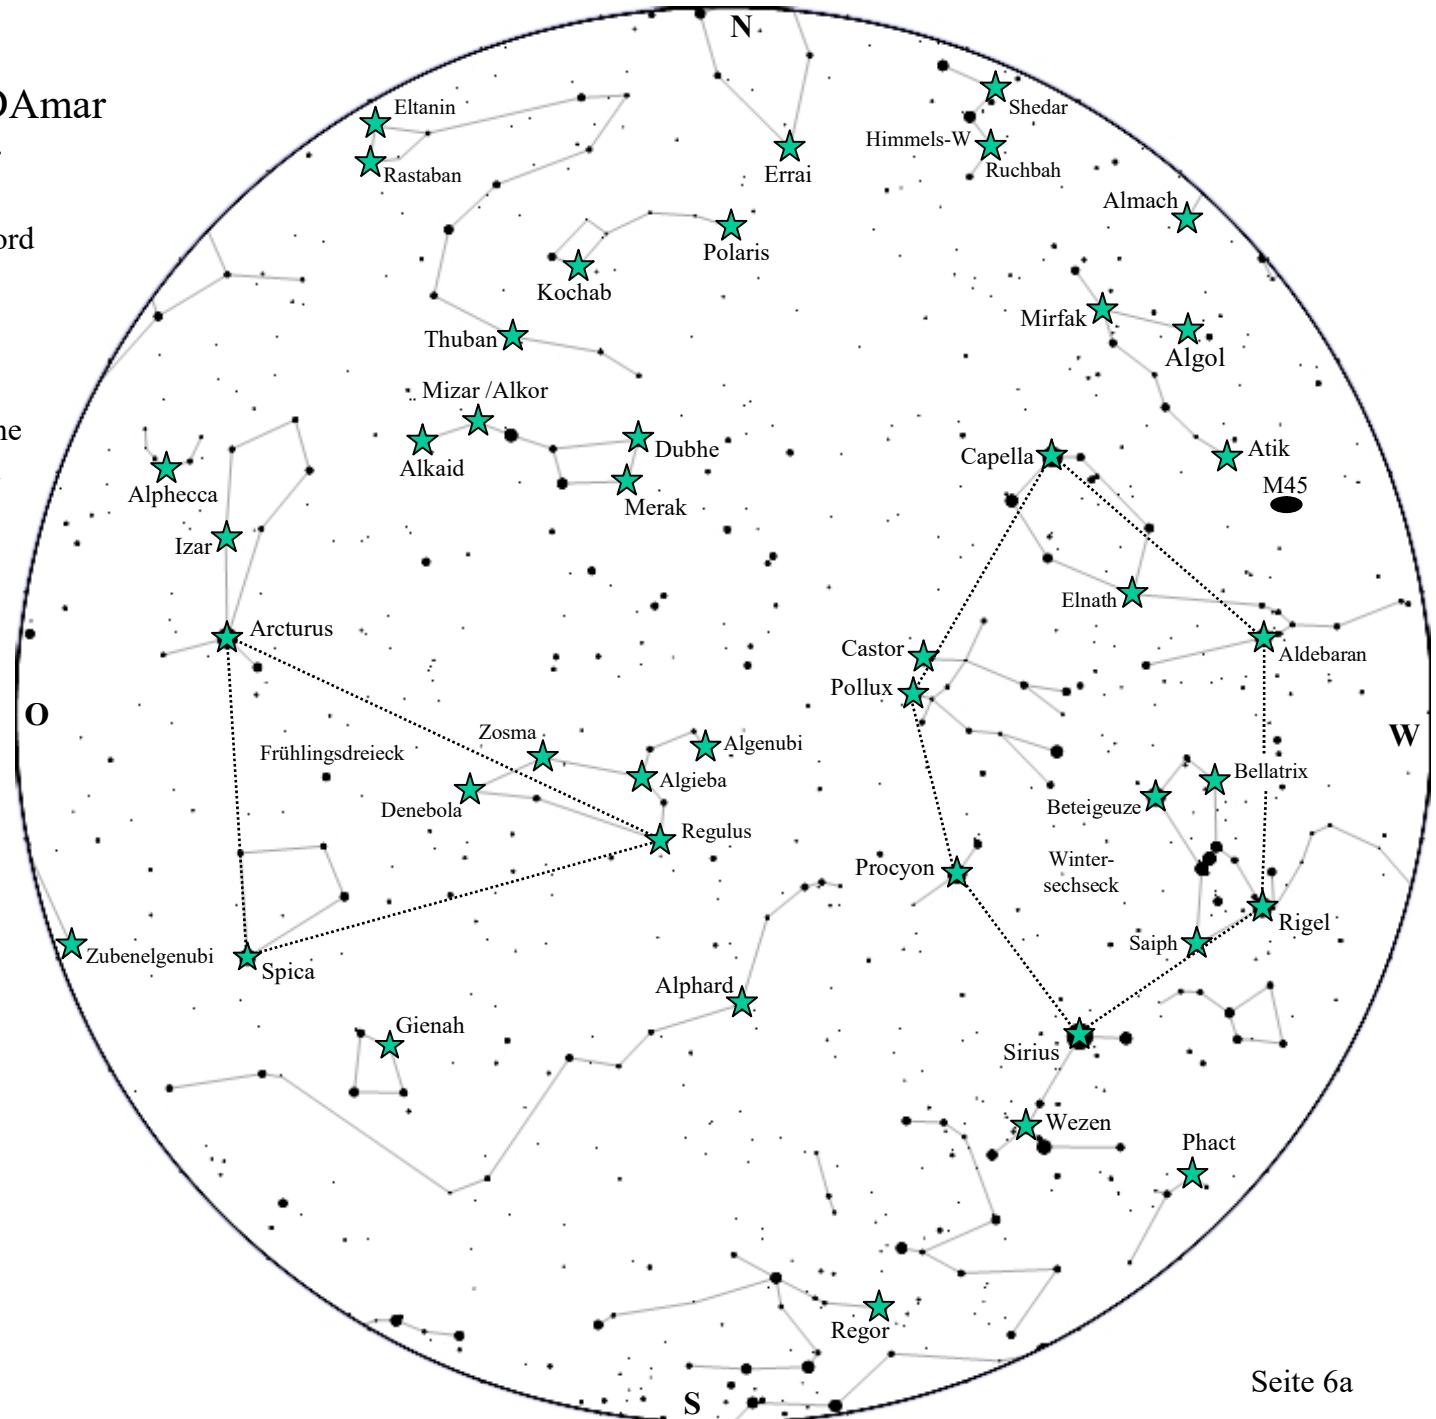 N
DAmar
Eltanin
Shedar
Himmels-W
Errai
Ruchbah
Rastaban
Almach
ord
Polaris
Kochab
Mirfak
Thuban
Algol
Mizar /Alkor
ne
Alkaid
Dubhe
Capella
Atik
Alphecca
M45
Merak
Izar
Elnath
Arcturus
Castor
Aldebaran
Pollux
O
W
Zosma
Algenubi
Frühlingsdreieck
Algieba
Bellatrix
Denebola
Beteigeuze
Regulus
Procyon
Winter-
sechseck
Rigel
Zubenelgenubi
Spica
Saiph
Alphard
Gienah
Sirius
Wezen
Phact
Regor
Seite 6a
S